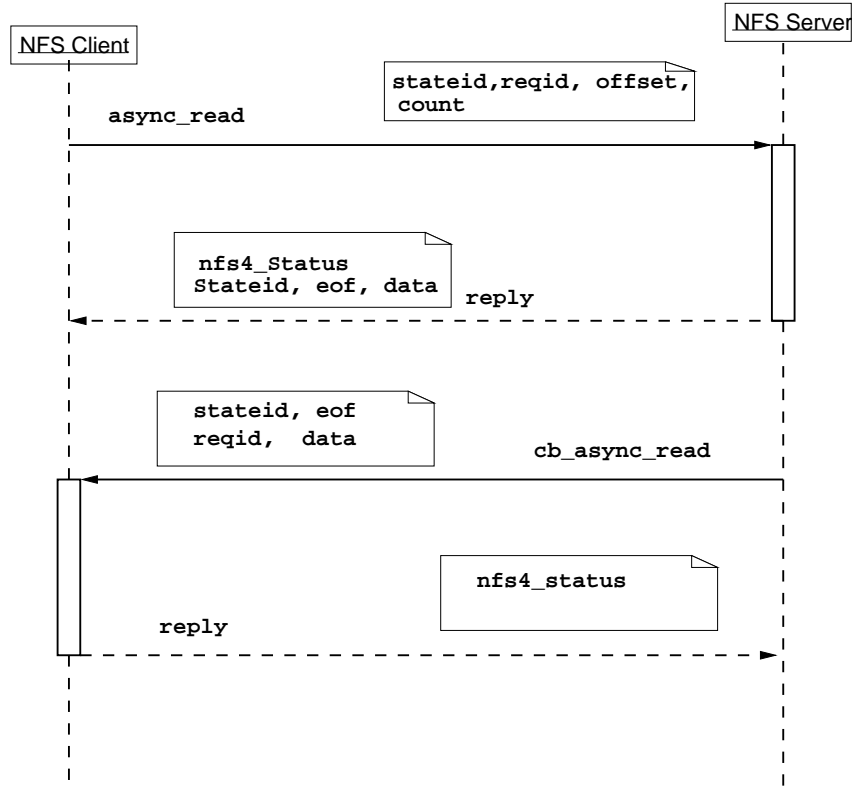 NFS Server
NFS Client
stateid,reqid, offset,
count
async_read
nfs4_Status
Stateid, eof, data
reply
stateid, eof
reqid, data
cb_async_read
nfs4_status
reply